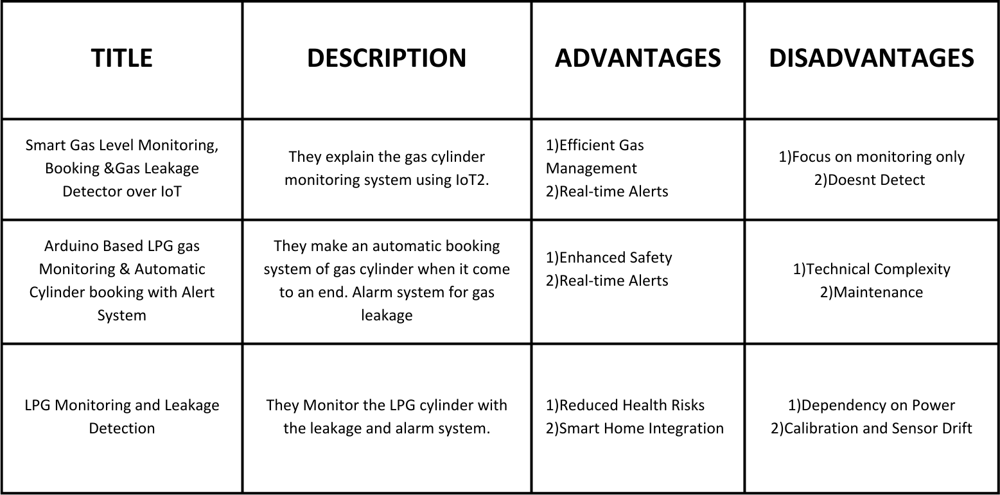 TITLE
DESCRIPTION
ADVANTAGES
DISADVANTAGES
Smart Gas Level Monitoring,
Booking &Gas Leakage
Detector over IoT
They explain the gas cylinder
monitoring system using IoT2.
1)Efficient Gas
Management
2)Real-time Alerts
1)Focus on monitoring only
2)Doesnt Detect
Arduino Based LPG gas
Monitoring & Automatic
Cylinder booking with Alert
System
They make an automatic booking
system of gas cylinder when it come
to an end. Alarm system for gas
leakage
1)Enhanced Safety
2)Real-time Alerts
1)Technical Complexity
2)Maintenance
LPG Monitoring and Leakage
Detection
They Monitor the LPG cylinder with
the leakage and alarm system.
1)Reduced Health Risks
2)Smart Home Integration
1)Dependency on Power
2)Calibration and Sensor Drift